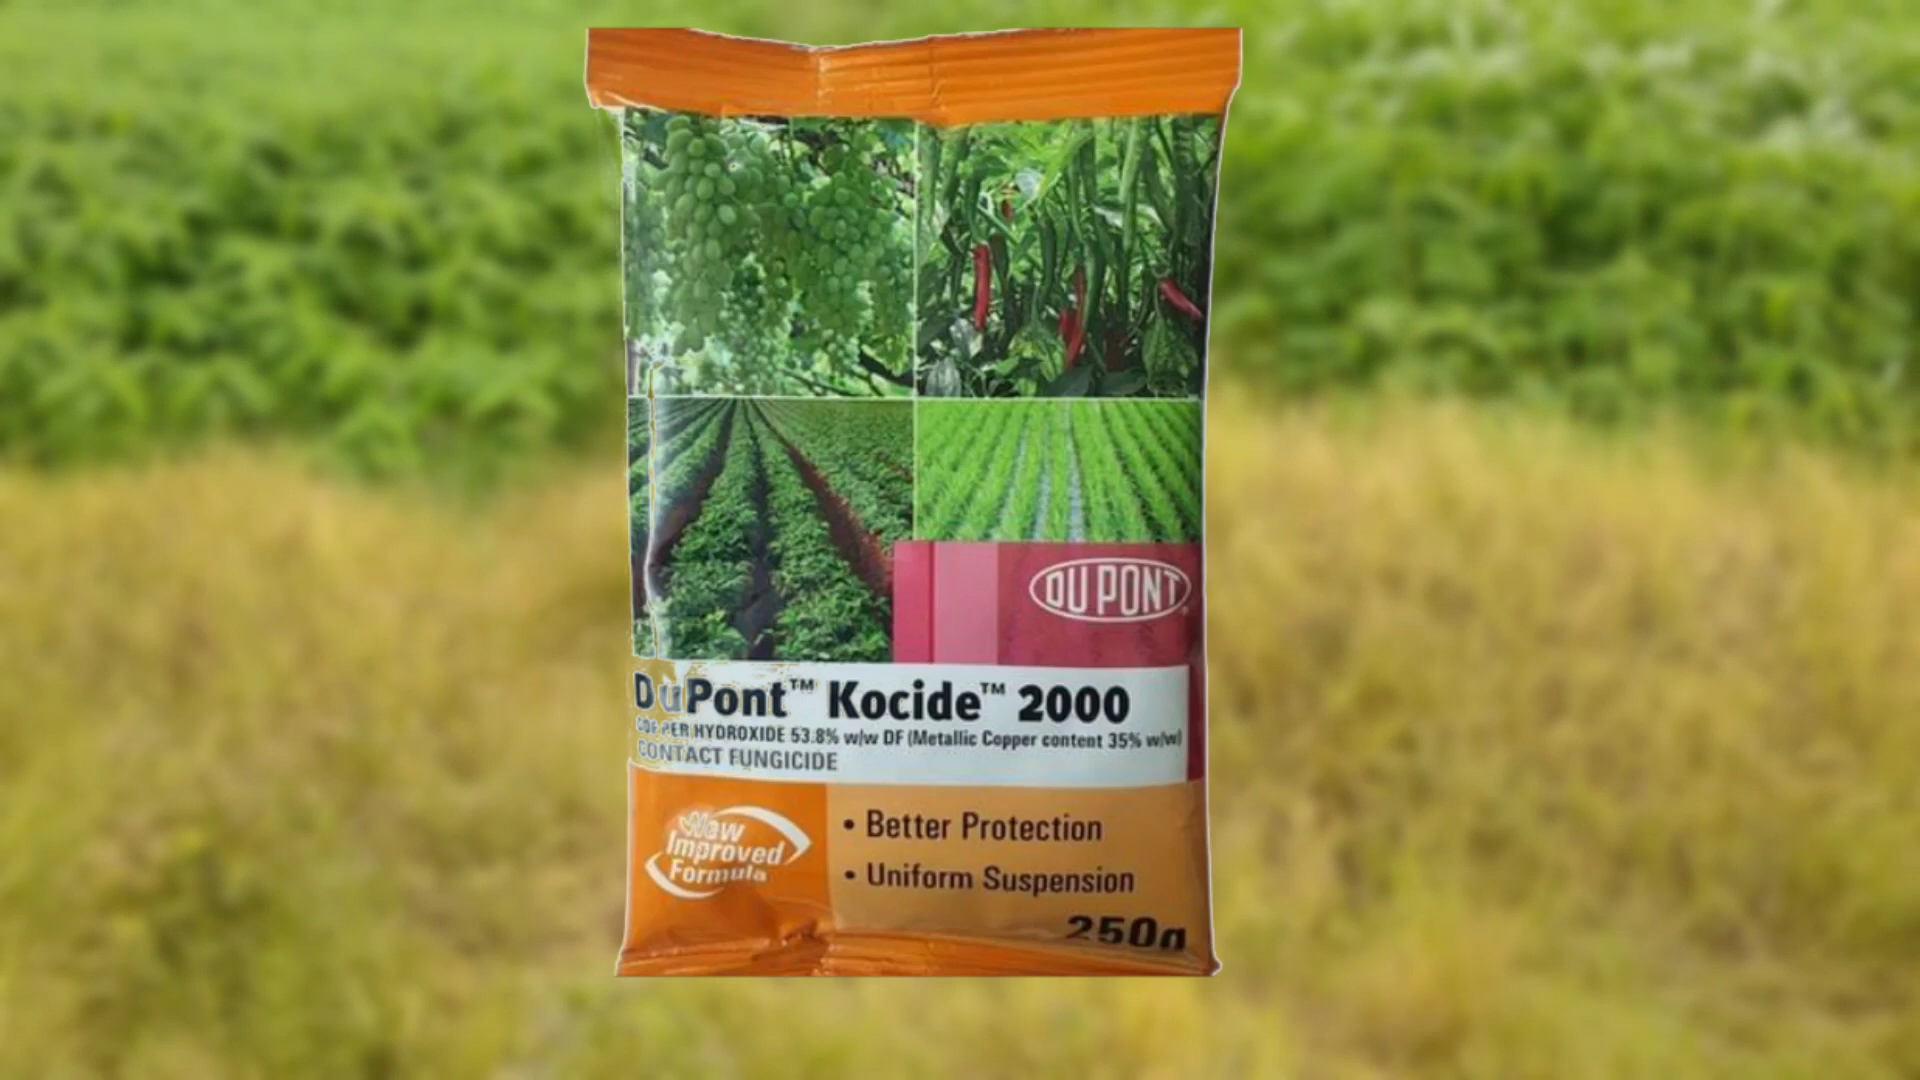 DU PONT
DuPont™ Kocide™ 2000
COPPER HYDROXIDE 53.8% w/w DF (Metallic Copper content 35% w/w)
CONTACT FUNGICIDE
New
Improved
Formula
• Better Protection
• Uniform Suspension
250g